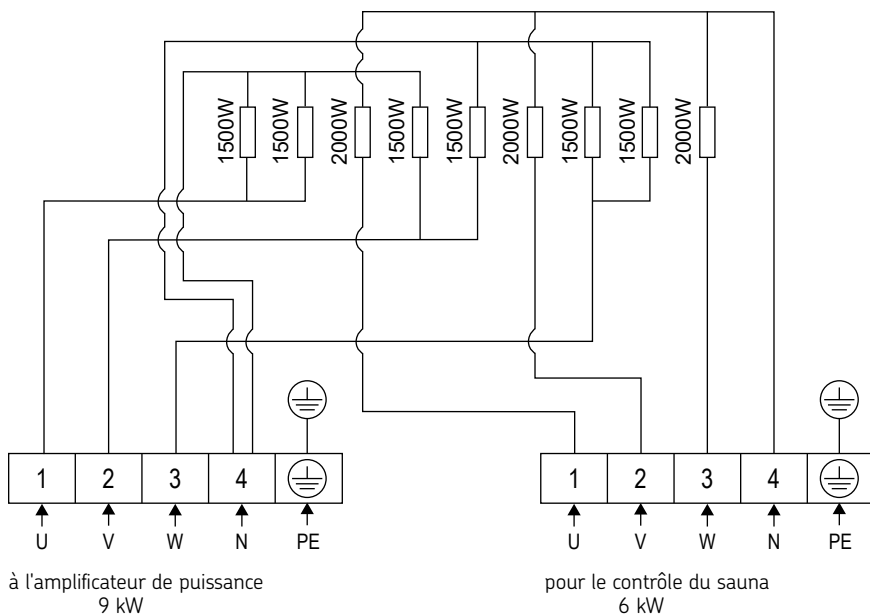 1500W
1500W
2000W
1500W
1500W
2000W
1500W
1500W
2000W
1 2 3 4
U V W N PE
à l'amplificateur de puissance
9 kW
1 2 3 4
U V W N PE
pour le contrôle du sauna
6 kW